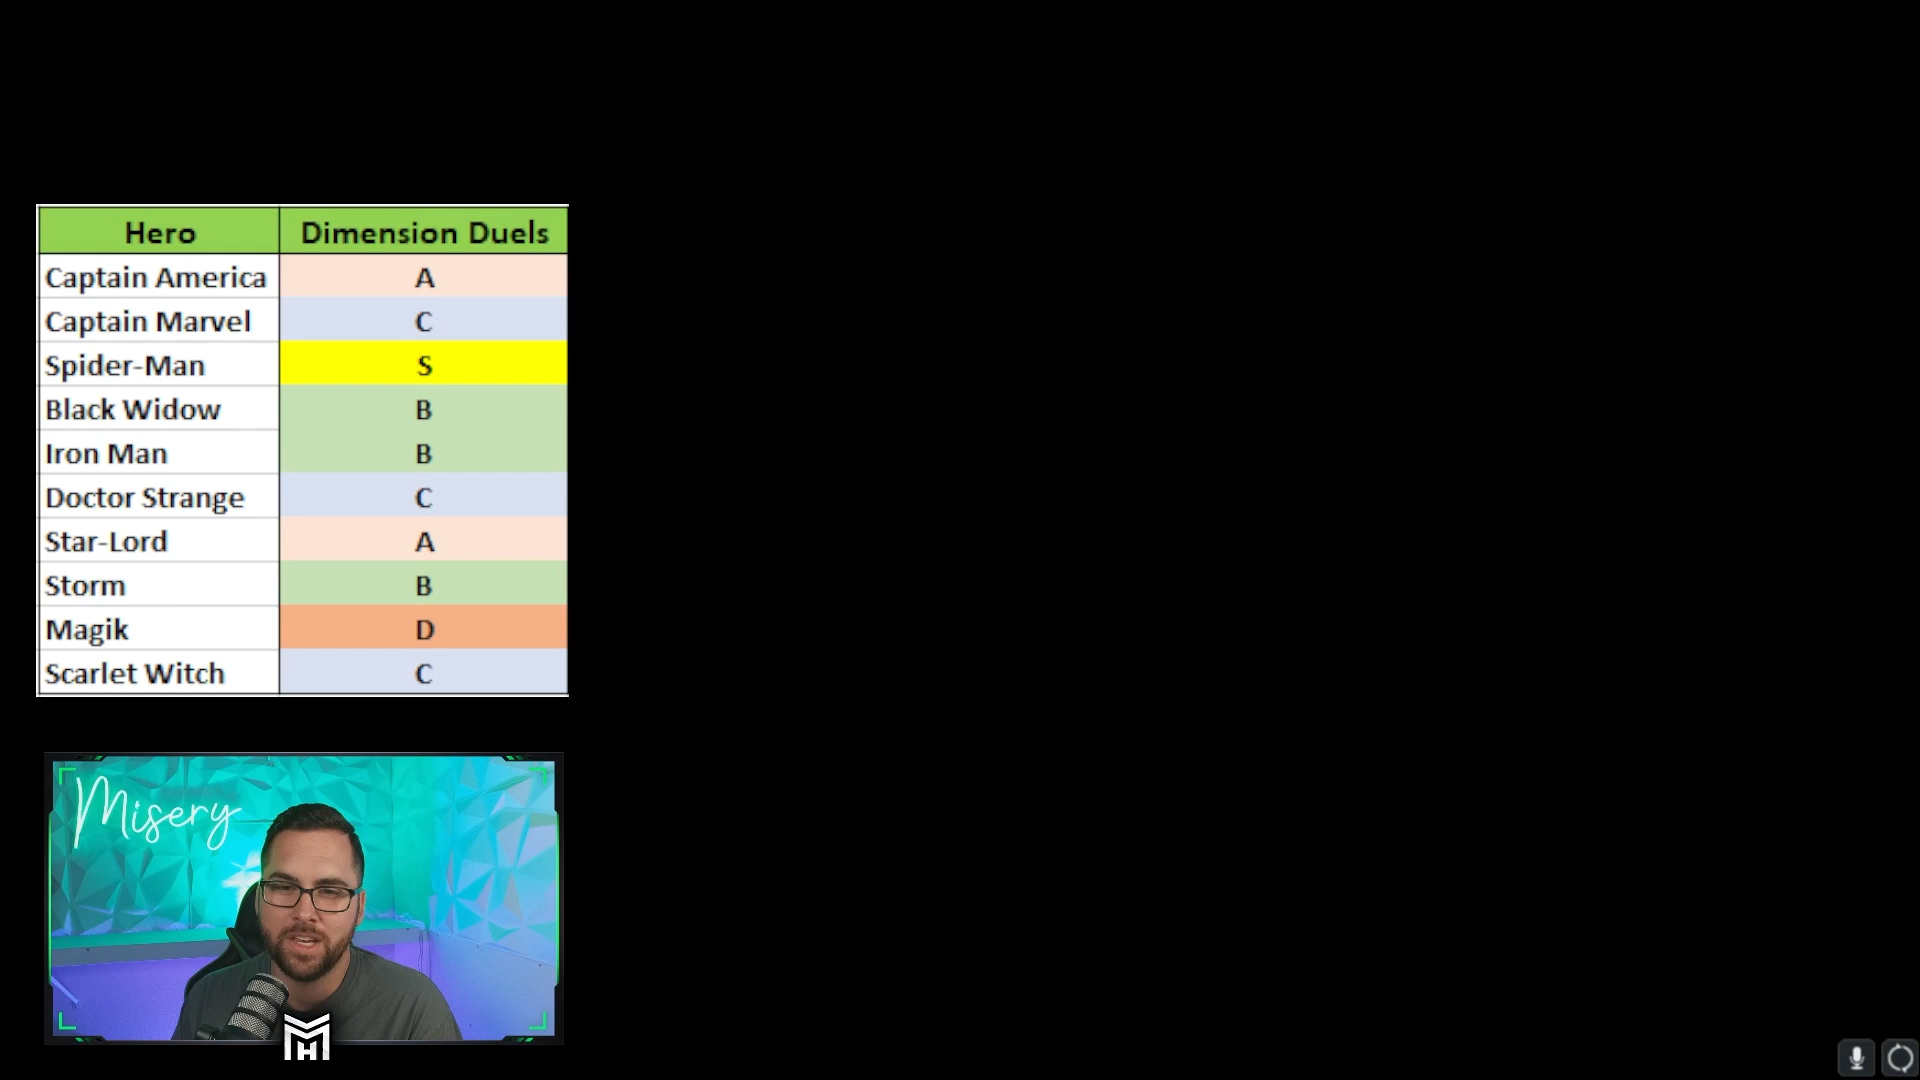 Hero Dimension Duels
Captain America A
Captain Marvel C
Spider-Man S
Black Widow B
Iron Man B
Doctor Strange C
Star-Lord A
Storm B
Magik D
Scarlet Witch C
Misery
MH